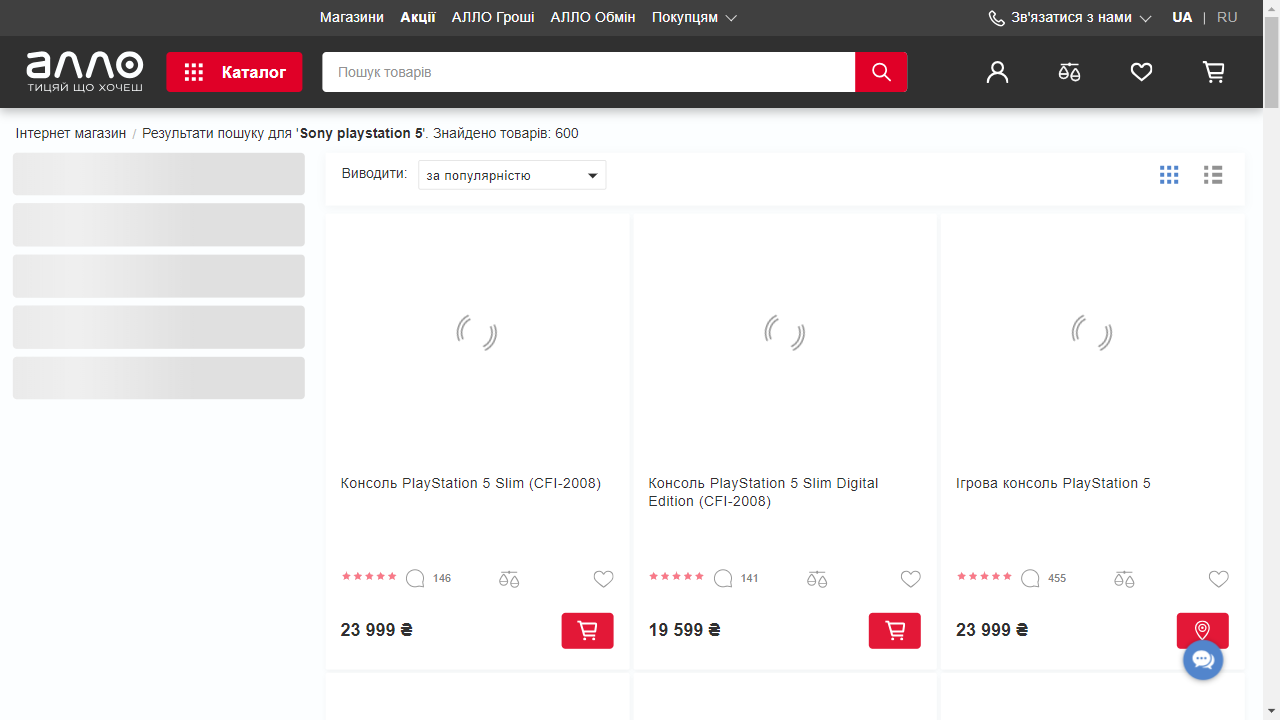 Магазини Акції АЛЛО Гроші АЛЛО Обмін Покупцям Зв'язатися з нами UA | RU
алло
ТИЦЯЙ ЩО ХОЧЕШ
Каталог
Пошук товарів
Інтернет магазин / Результати пошуку для 'Sony playstation 5'. Знайдено товарів: 600
Виводити: за популярністю
Консоль PlayStation 5 Slim (CFI-2008)
146
23 999 ₴
Консоль PlayStation 5 Slim Digital
Edition (CFI-2008)
141
19 599 ₴
Ігрова консоль PlayStation 5
455
23 999 ₴